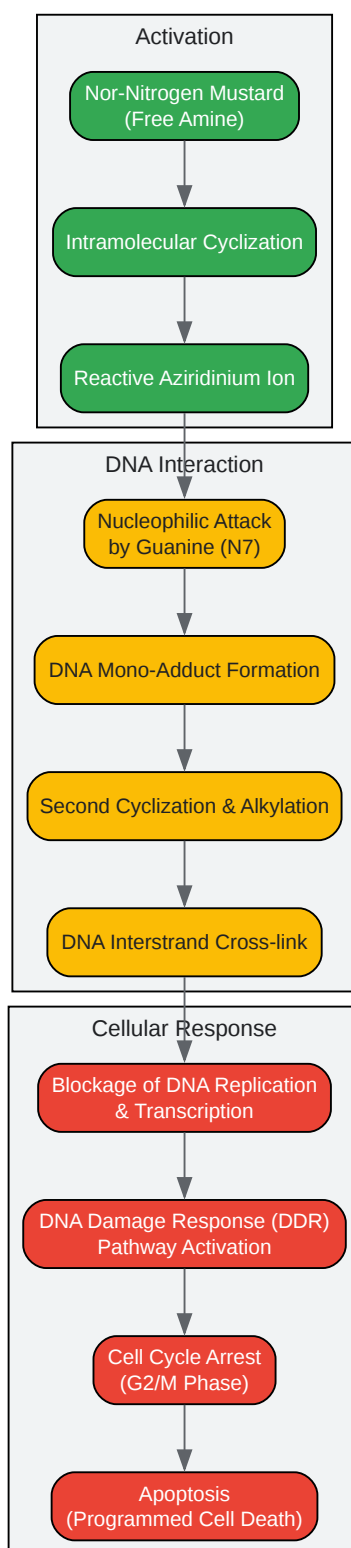 Activation
Nor-Nitrogen Mustard
(Free Amine)
Intramolecular Cyclization
Reactive Aziridinium Ion
DNA Interaction
Nucleophilic Attack
by Guanine (N7)
DNA Mono-Adduct Formation
Second Cyclization & Alkylation
DNA Interstrand Cross-link
Cellular Response
Blockage of DNA Replication
& Transcription
DNA Damage Response (DDR)
Pathway Activation
Cell Cycle Arrest
(G2/M Phase)
Apoptosis
(Programmed Cell Death)